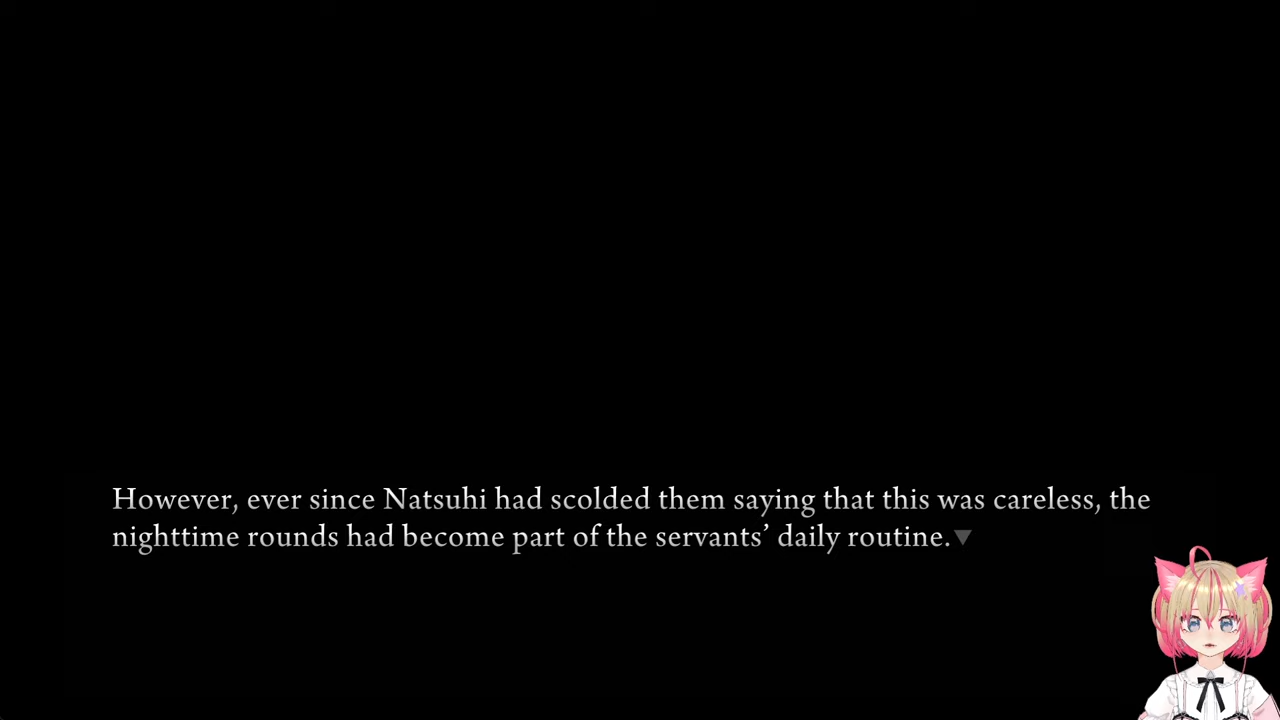 However, ever since Natsuhi had scolded them saying that this was careless, the
nighttime rounds had become part of the servants’ daily routine.